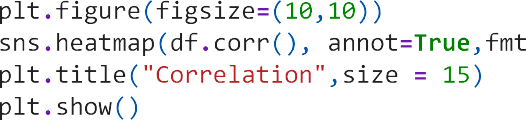 plt.figure(figsize=(10,10))
sns.heatmap(df.corr(), annot=True,fmt
plt.title("Correlation",size = 15)
plt.show()